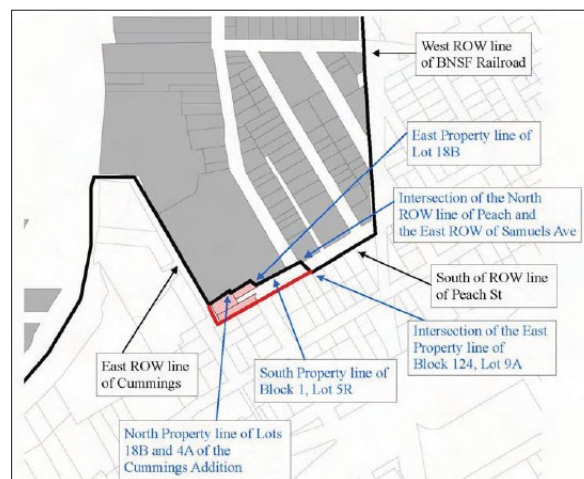 West ROW line
of BNSF Railroad
East Property line of
Lot 18B
Intersection of the North
ROW line of Peach and
the East ROW of Samuels Ave
South of ROW line
of Peach St
Intersection of the East
Property line of
Block 124, Lot 9A
East ROW line
of Cummings
South Property line of
Block 1, Lot 5R
North Property line of Lots
18B and 4A of the
Cummings Addition